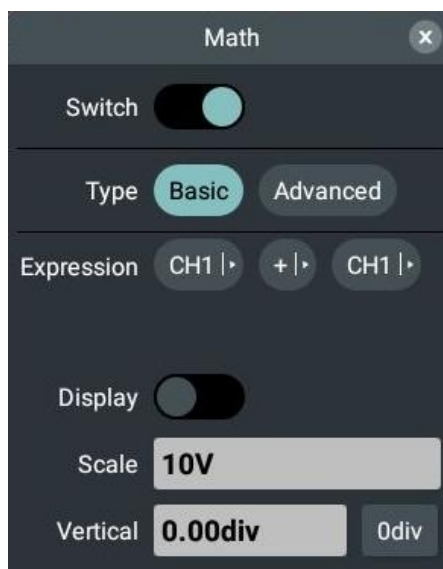 Math x
Switch
Type Basic Advanced
Expression CH1 + CH1
Display
Scale 10V
Vertical 0.00div 0div